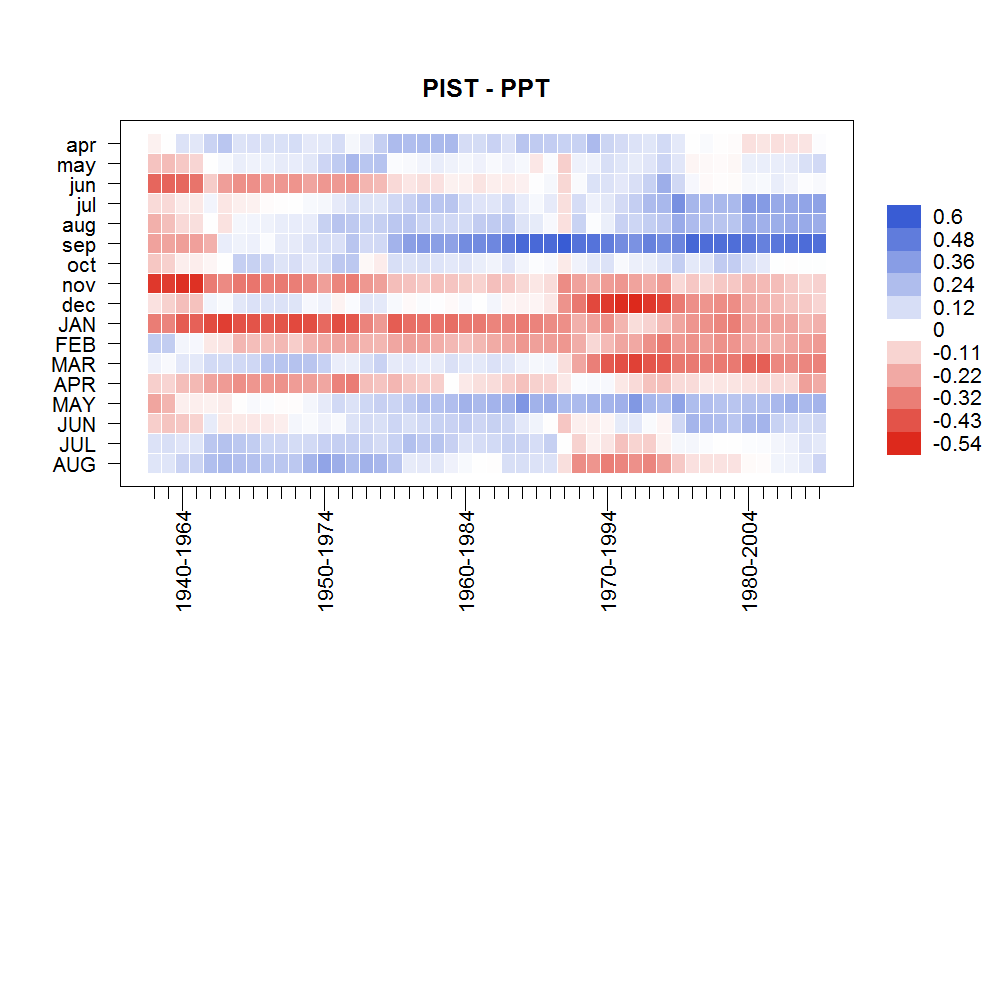 PIST - PPT
apr
may
jun
jul
aug
sep
oct
nov
dec
JAN
FEB
MAR
APR
MAY
JUN
JUL
AUG
0.6
0.48
0.36
0.24
0.12
0
-0.11
-0.22
-0.32
-0.43
-0.54
1940-1964
1950-1974
1960-1984
1970-1994
1980-2004